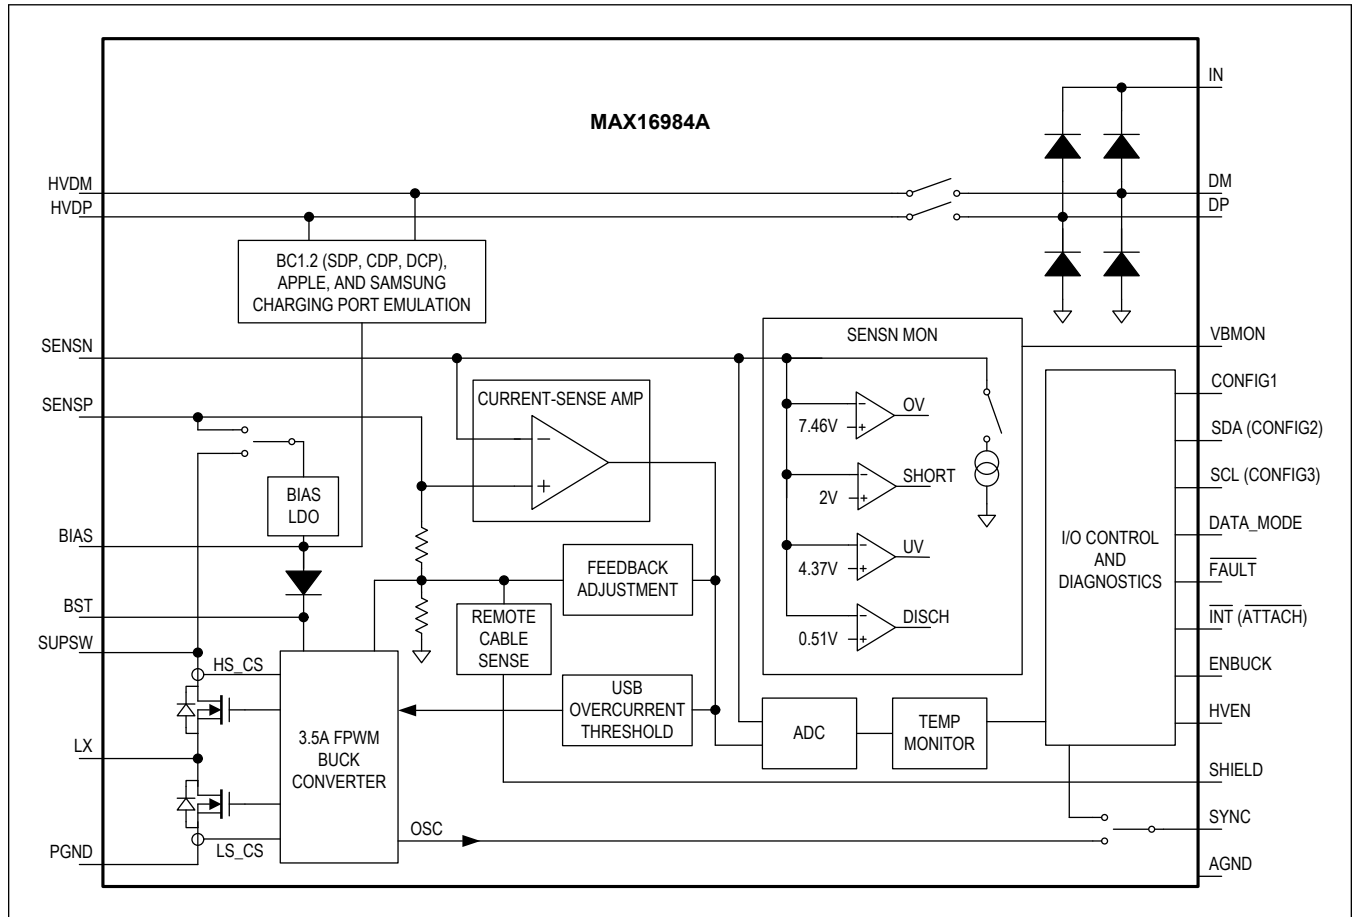 MAX16984A
IN
HVDM
DM
HVDP
DP
BC1.2 (SDP, CDP, DCP),
APPLE, AND SAMSUNG
CHARGING PORT EMULATION
SENSN
SENSN MON
VBMON
SENSP
CURRENT-SENSE AMP
−
+
−
OV
7.46V
+
−
SHORT
2V
+
−
UV
4.37V
+
−
DISCH
0.51V
+
CONFIG1
SDA (CONFIG2)
SCL (CONFIG3)
DATA_MODE
FAULT
INT (ATTACH)
ENBUCK
HVEN
I/O CONTROL
AND
DIAGNOSTICS
BIAS
LDO
BIAS
BST
SUPSW
FEEDBACK
ADJUSTMENT
REMOTE
CABLE
SENSE
HS_CS
USB
OVERCURRENT
THRESHOLD
ADC
TEMP
MONITOR
LX
3.5A FPWM
BUCK
CONVERTER
SHIELD
OSC
SYNC
LS_CS
PGND
AGND